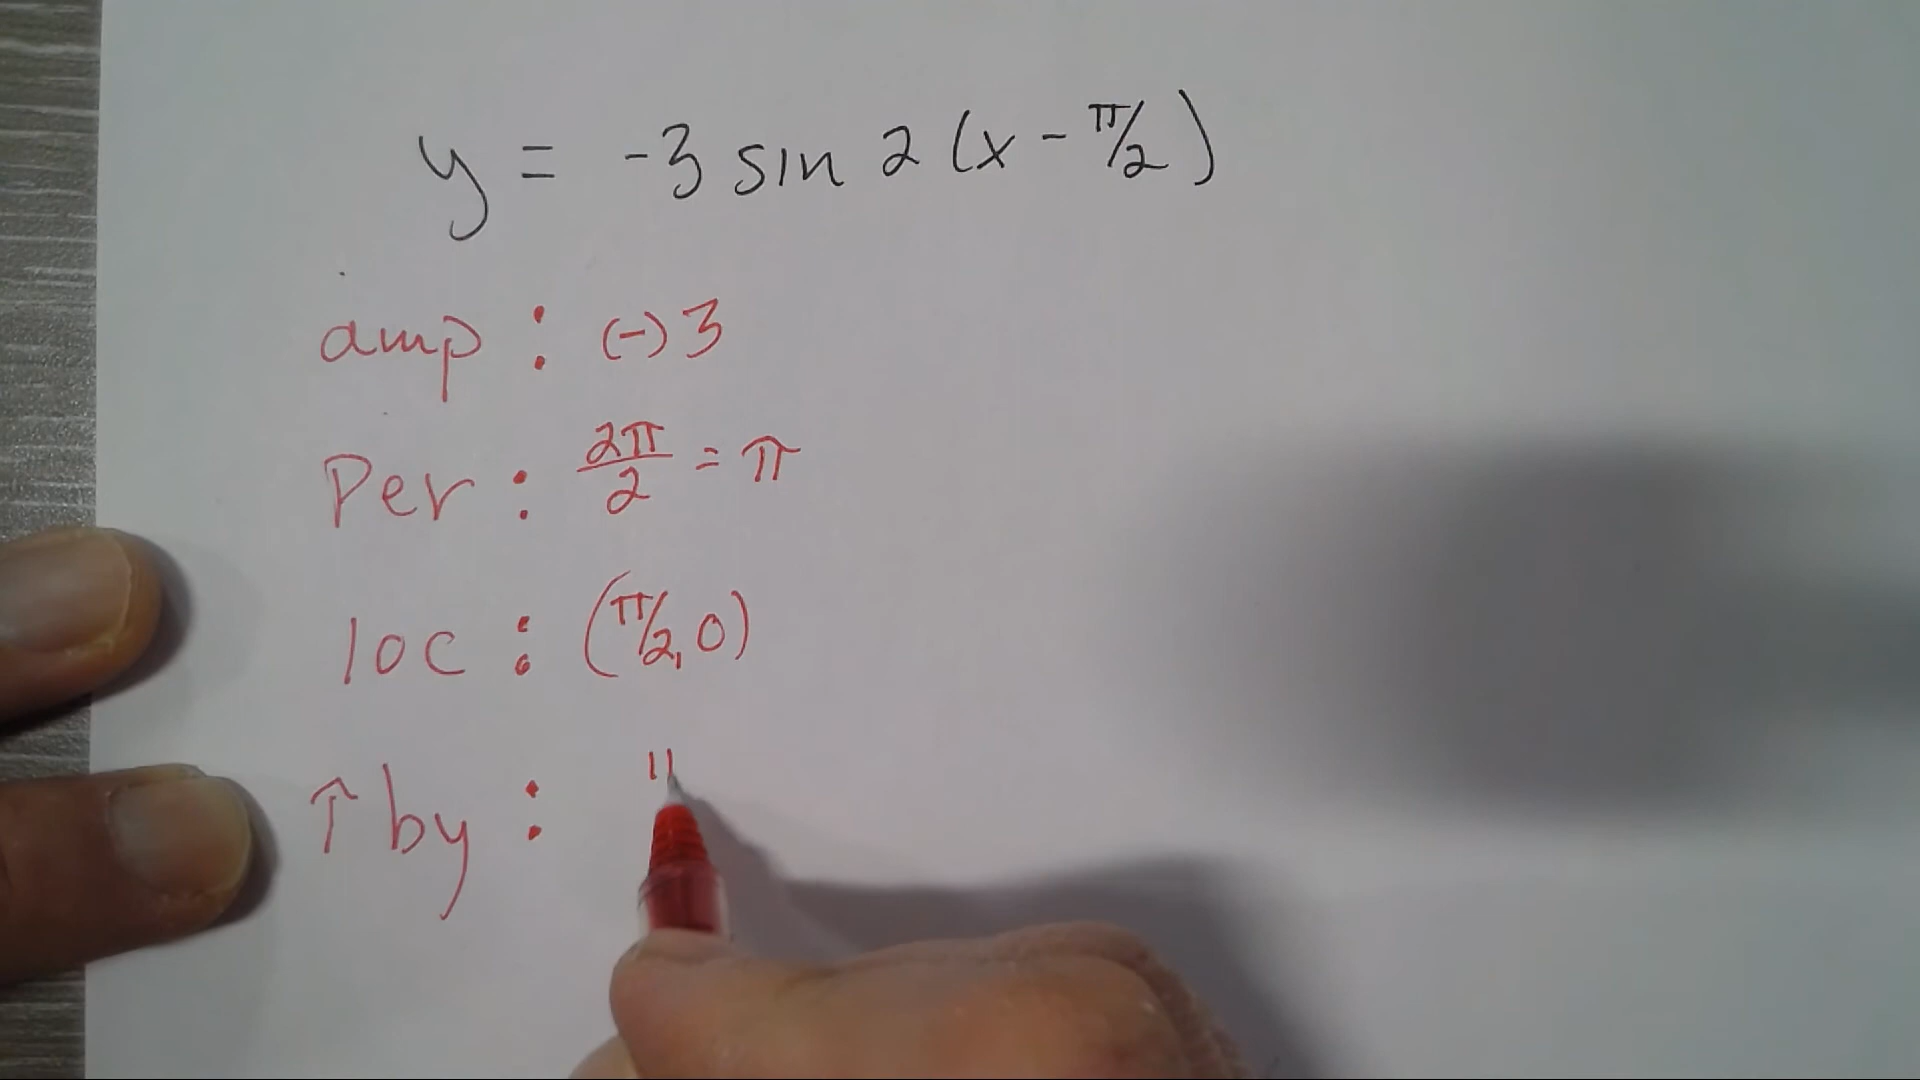 y = -3 sin 2 (x - π/2)
amp : (-) 3
Per : 2π/2 = π
loc : (π/2, 0)
↑ by :